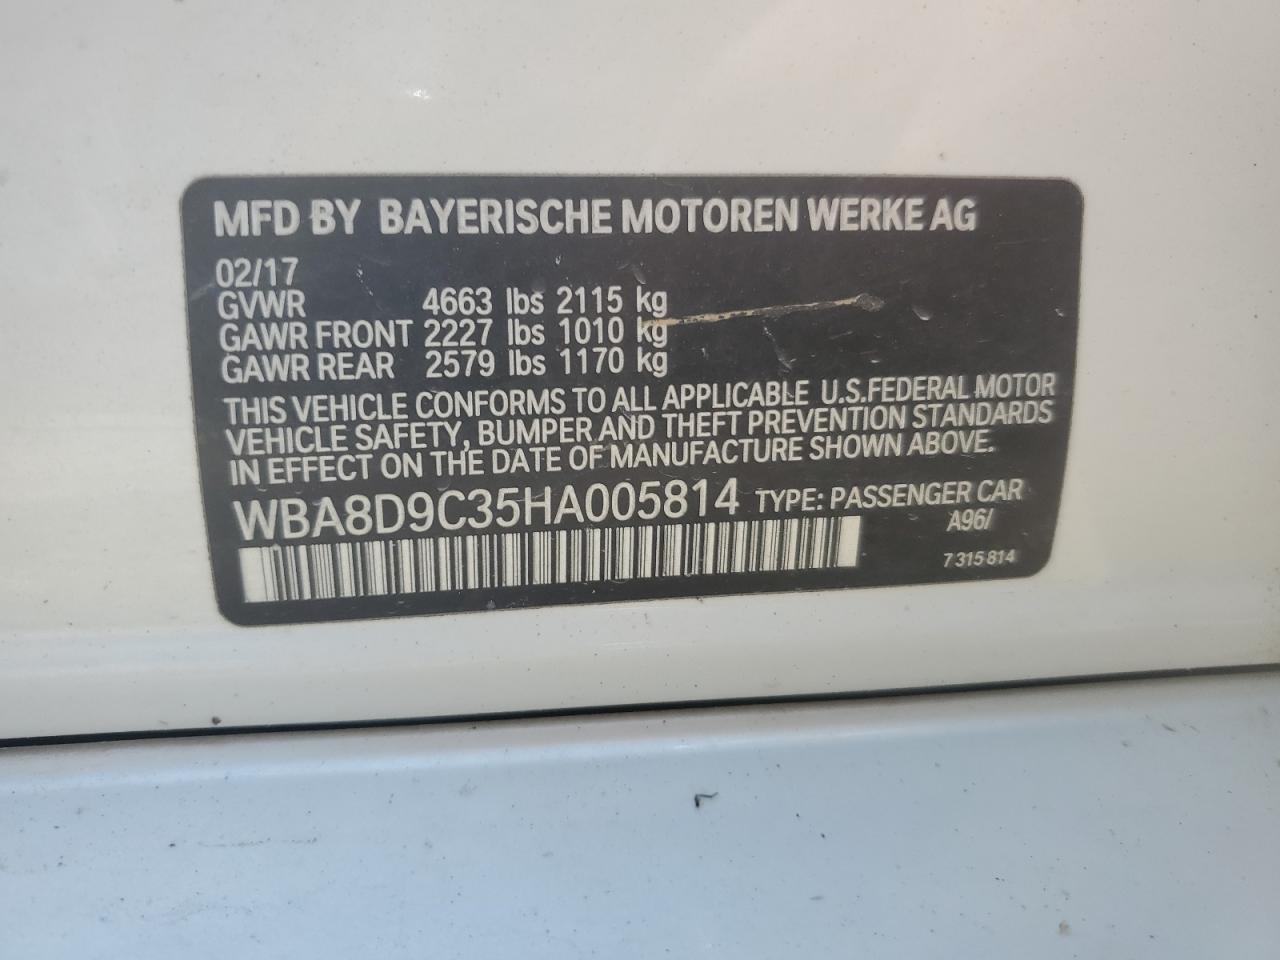 MFD BY BAYERISCHE MOTOREN WERKE AG
02/17
GVWR 4663 lbs 2115 kg
GAWR FRONT 2227 lbs 1010 kg
GAWR REAR 2579 lbs 1170 kg
THIS VEHICLE CONFORMS TO ALL APPLICABLE U.S.FEDERAL MOTOR
VEHICLE SAFETY, BUMPER AND THEFT PREVENTION STANDARDS
IN EFFECT ON THE DATE OF MANUFACTURE SHOWN ABOVE.
WBA8D9C35HA005814 TYPE: PASSENGER CAR
A96/
7 315 814